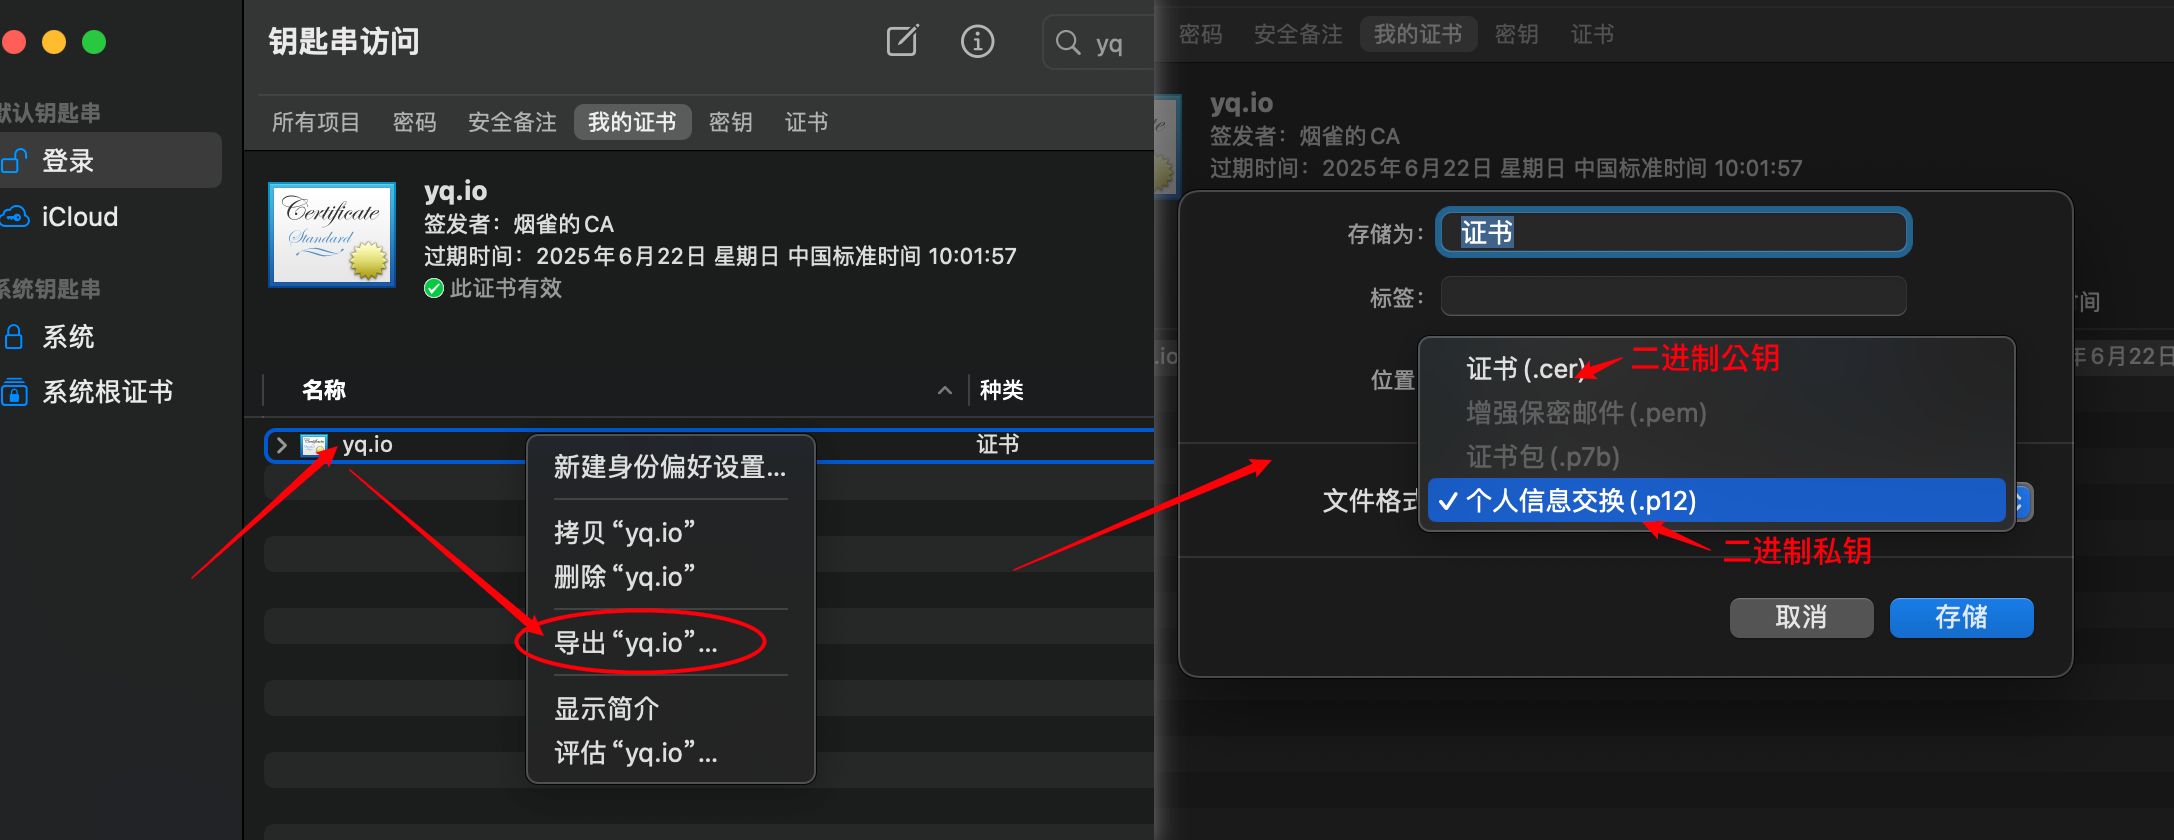 钥匙串访问
yq
默认钥匙串
登录
iCloud
系统钥匙串
系统
系统根证书
所有项目 密码 安全备注 我的证书 密钥 证书
Certificate
Standard
yq.io
签发者：烟雀的CA
过期时间：2025年6月22日 星期日 中国标准时间 10:01:57
此证书有效
名称 种类
yq.io 证书
新建身份偏好设置...
拷贝“yq.io”
删除“yq.io”
导出“yq.io”...
显示简介
评估“yq.io”...
密码 安全备注 我的证书 密钥 证书
yq.io
签发者：烟雀的CA
过期时间：2025年6月22日 星期日 中国标准时间 10:01:57
存储为：证书
标签：
间
.io
年6月22日
位置
证书 (.cer) 二进制公钥
增强保密邮件 (.pem)
证书包 (.p7b)
文件格式
✓ 个人信息交换 (.p12)
二进制私钥
取消 存储